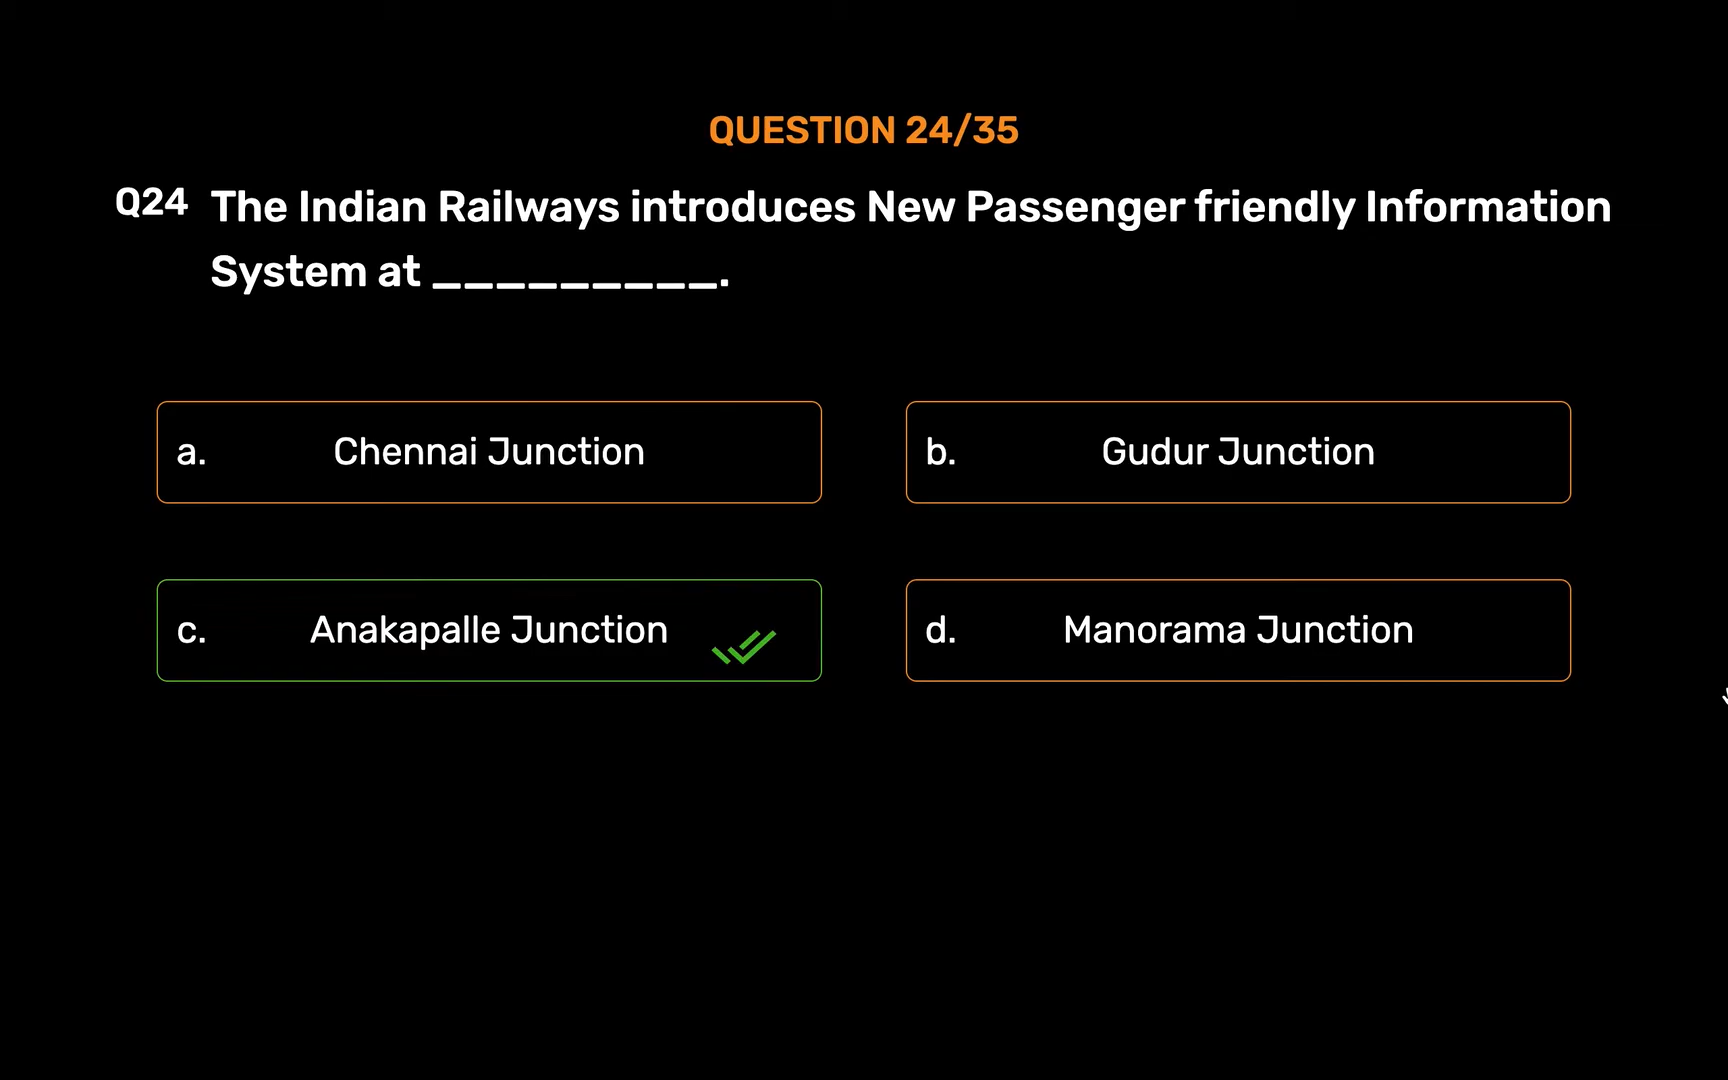 QUESTION 24/35
Q24 The Indian Railways introduces New Passenger friendly Information
System at _________.
a. Chennai Junction
b. Gudur Junction
c. Anakapalle Junction
d. Manorama Junction